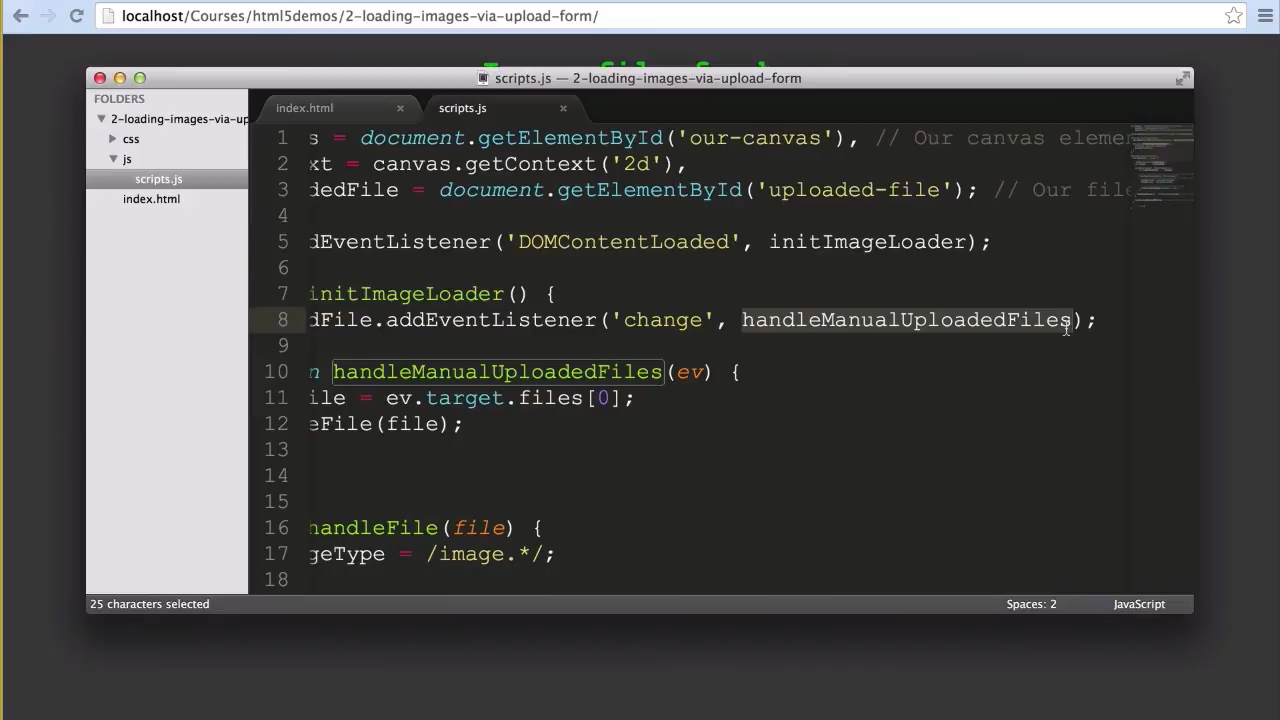 localhost/Courses/html5demos/2-loading-images-via-upload-form/
scripts.js — 2-loading-images-via-upload-form
FOLDERS
2-loading-images-via-up
css
js
scripts.js
index.html
index.html × scripts.js ×
1 s = document.getElementById('our-canvas'), // Our canvas elem
2 xt = canvas.getContext('2d'),
3 dedFile = document.getElementById('uploaded-file'); // Our file
4
5 dEventListener('DOMContentLoaded', initImageLoader);
6
7 initImageLoader() {
8 dFile.addEventListener('change', handleManualUploadedFiles);
9
10 n handleManualUploadedFiles(ev) {
11 ile = ev.target.files[0];
12 eFile(file);
13
14
15
16 handleFile(file) {
17 geType = /image.*/;
18
25 characters selected
Spaces: 2 JavaScript